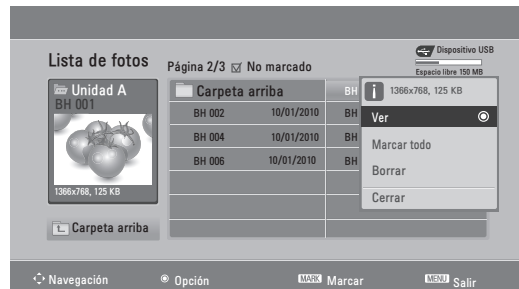 Lista de fotos
Página 2/3 ☑ No marcado
Dispositivo USB
Espacio libre 150 MB
Unidad A
BH 001
1366x768, 125 KB
Carpeta arriba
Carpeta arriba
BH 002 10/01/2010
BH 004 10/01/2010
BH 006 10/01/2010
BH
BH
BH
BH
i 1366x768, 125 KB
Ver
Marcar todo
Borrar
Cerrar
Navegación
Opción
MARK Marcar
MENU Salir